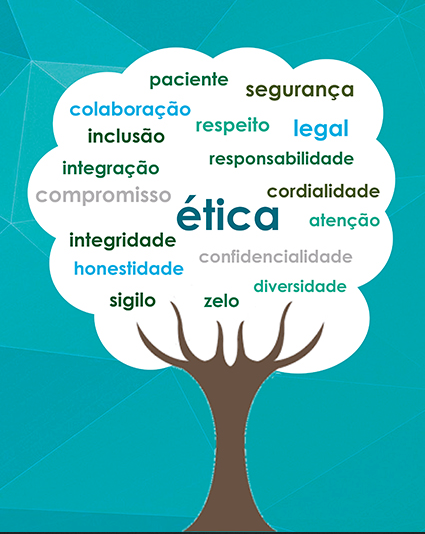 paciente
segurança
colaboração
respeito
legal
inclusão
responsabilidade
integração
compromisso
cordialidade
ética
atenção
integridade
confidencialidade
honestidade
diversidade
sigilo
zelo